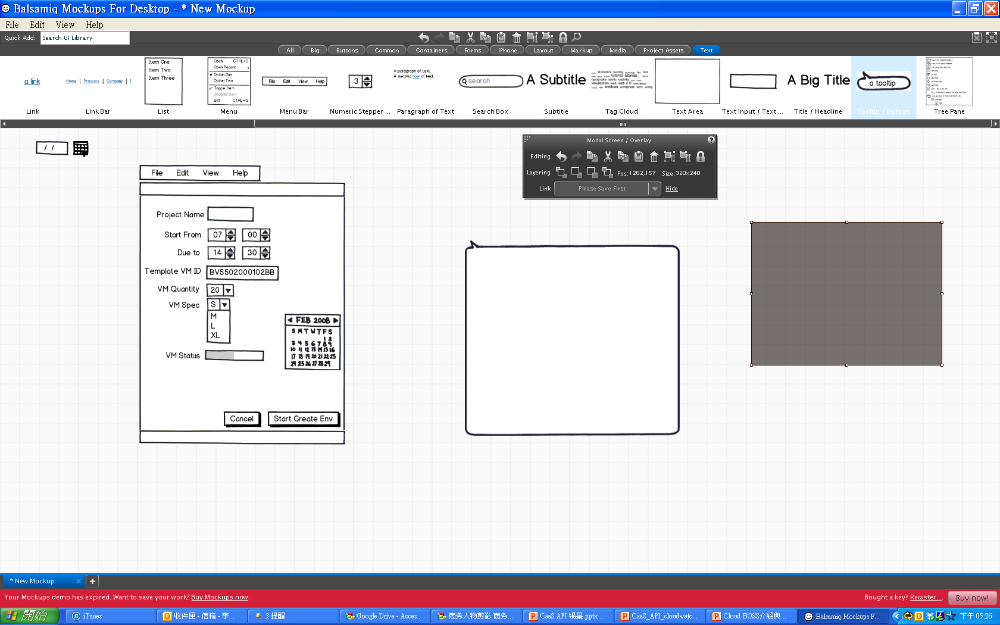 Balsamiq Mockups For Desktop - * New Mockup
File Edit View Help
Quick Add: Search UI Library
All Big Buttons Common Containers Forms iPhone Layout Markup Media Project Assets Text
a link
Home | Products | Company |
Item One
Item Two
Item Three
Open CTRL+O
Open Recent >
Option One
Option Two
Toggle Item
Disabled Item
Exit CTRL+Q
File Edit View Help
3
A paragraph of text.
A second row of text.
search
A Subtitle
A Big Title
a tooltip
Link
Link Bar
List
Menu
Menu Bar
Numeric Stepper ...
Paragraph of Text
Search Box
Subtitle
Tag Cloud
Text Area
Text Input / Text ...
Title / Headline
Tooltip / Balloon
Tree Pane
/ /
Modal Screen / Overlay ?
Editing
Layering Pos: 1262,157 Size: 320x240
Link Please Save First Hide
File Edit View Help
Project Name
Start From 07 00
Due to 14 30
Template VM ID BV5502000102BB
VM Quantity 20
VM Spec S
M
L
XL
FEB 2008
S M T W T F S
1 2
3 4 5 6 7 8 9
10 11 12 13 14 15 16
17 18 19 20 21 22 23
24 25 26 27 28 29
VM Status
Cancel Start Create Env
* New Mockup × +
Your Mockups demo has expired. Want to save your work? Buy Mockups now.
Bought a key? Register... Buy now!
開始
iTunes
收件匣 - 信箱 - 李...
3 提醒
Google Drive - Acces...
商务人物剪影 商务...
CaaS API 場景.pptx ...
CaaS_API_cloudwatc...
Cloud BOSS介紹與...
Balsamiq Mockups F...
下午 05:26